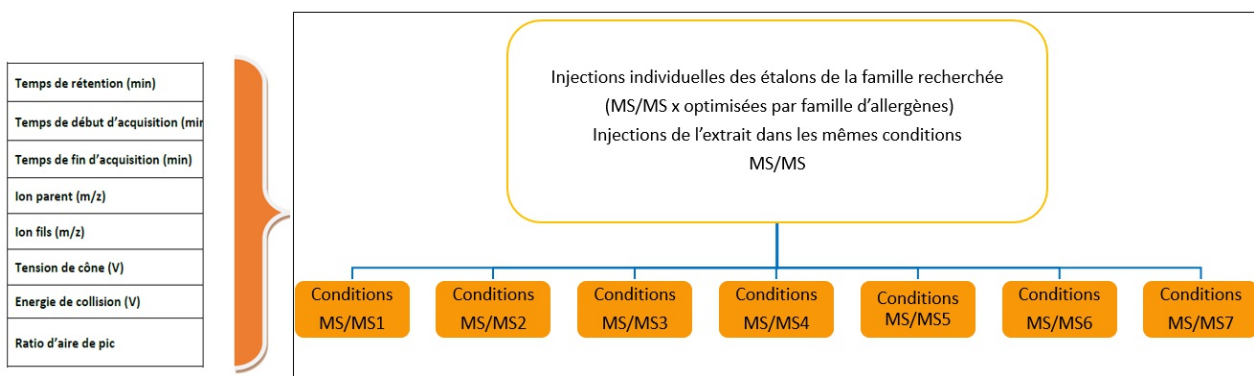 Temps de rétention (min)
Temps de début d'acquisition (min
Temps de fin d'acquisition (min)
Ion parent (m/z)
Ion fils (m/z)
Tension de cône (V)
Energie de collision (V)
Ratio d'aire de pic
Injections individuelles des étalons de la famille recherchée
(MS/MS x optimisées par famille d'allergènes)
Injections de l'extrait dans les mêmes conditions
MS/MS
Conditions
MS/MS1
Conditions
MS/MS2
Conditions
MS/MS3
Conditions
MS/MS4
Conditions
MS/MS5
Conditions
MS/MS6
Conditions
MS/MS7